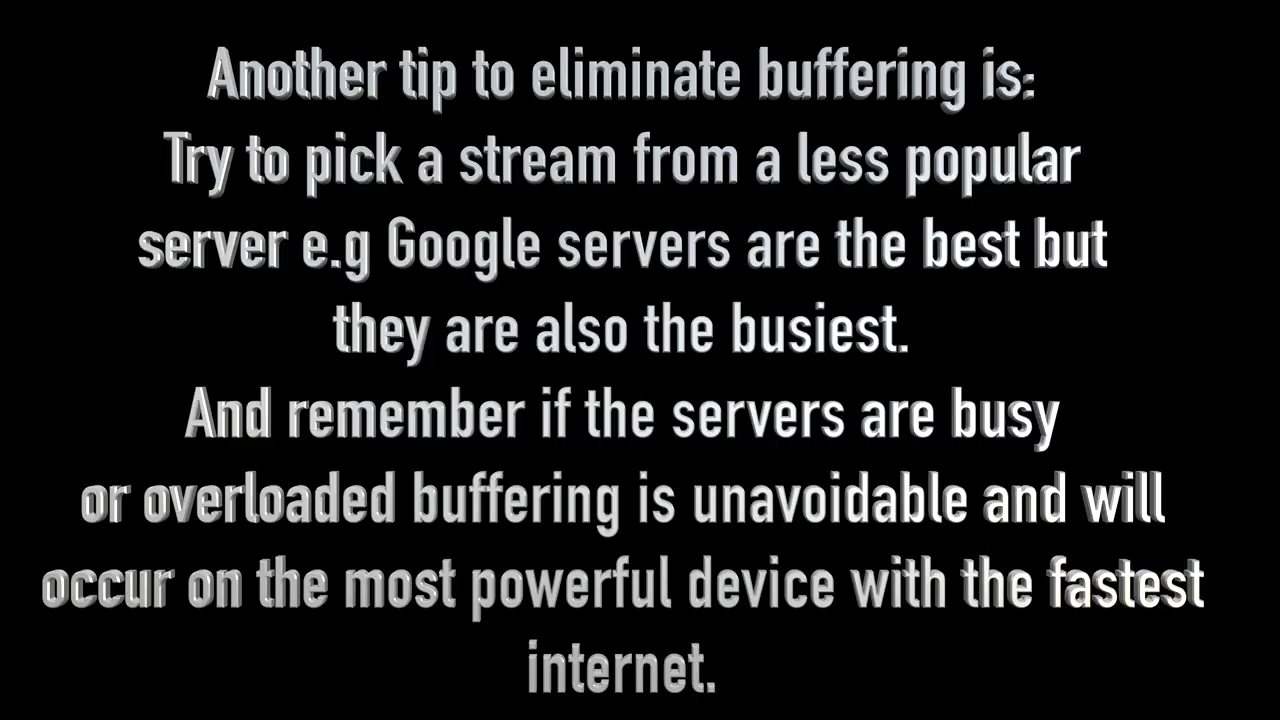 Another tip to eliminate buffering is:
Try to pick a stream from a less popular
server e.g Google servers are the best but
they are also the busiest.
And remember if the servers are busy
or overloaded buffering is unavoidable and will
occur on the most powerful device with the fastest
internet.